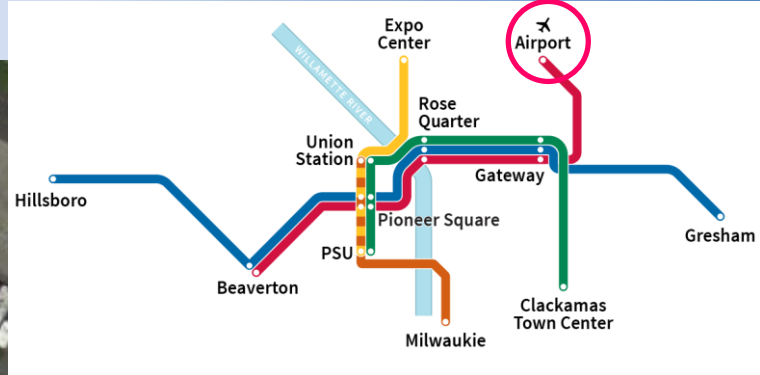 Expo
Center
Airport
WILLAMETTE RIVER
Rose
Quarter
Union
Station
Gateway
Hillsboro
Pioneer Square
PSU
Gresham
Beaverton
Clackamas
Town Center
Milwaukie